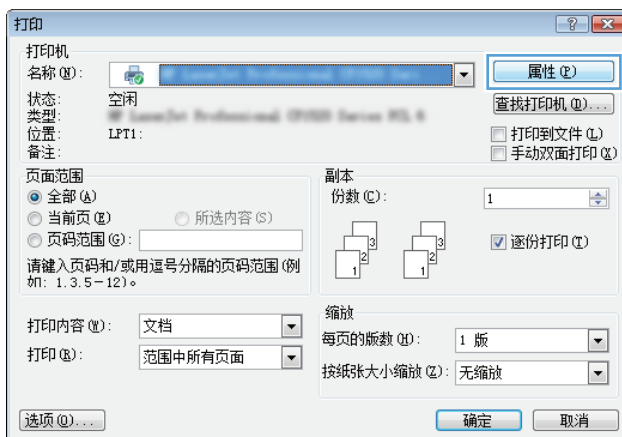 打印
打印机
名称(N):
属性(P)
状态: 空闲
查找打印机(D)...
类型:
位置: LPT1:
打印到文件(L)
备注:
手动双面打印(X)
页面范围
全部(A)
当前页(E) 所选内容(S)
页码范围(G):
请键入页码和/或用逗号分隔的页码范围(例
如: 1.3.5-12)。
副本
份数(C): 1
1 2 3 1 2 3
逐份打印(T)
打印内容(W): 文档
打印(R): 范围中所有页面
缩放
每页的版数(H): 1 版
按纸张大小缩放(Z): 无缩放
选项(O)...
确定 取消